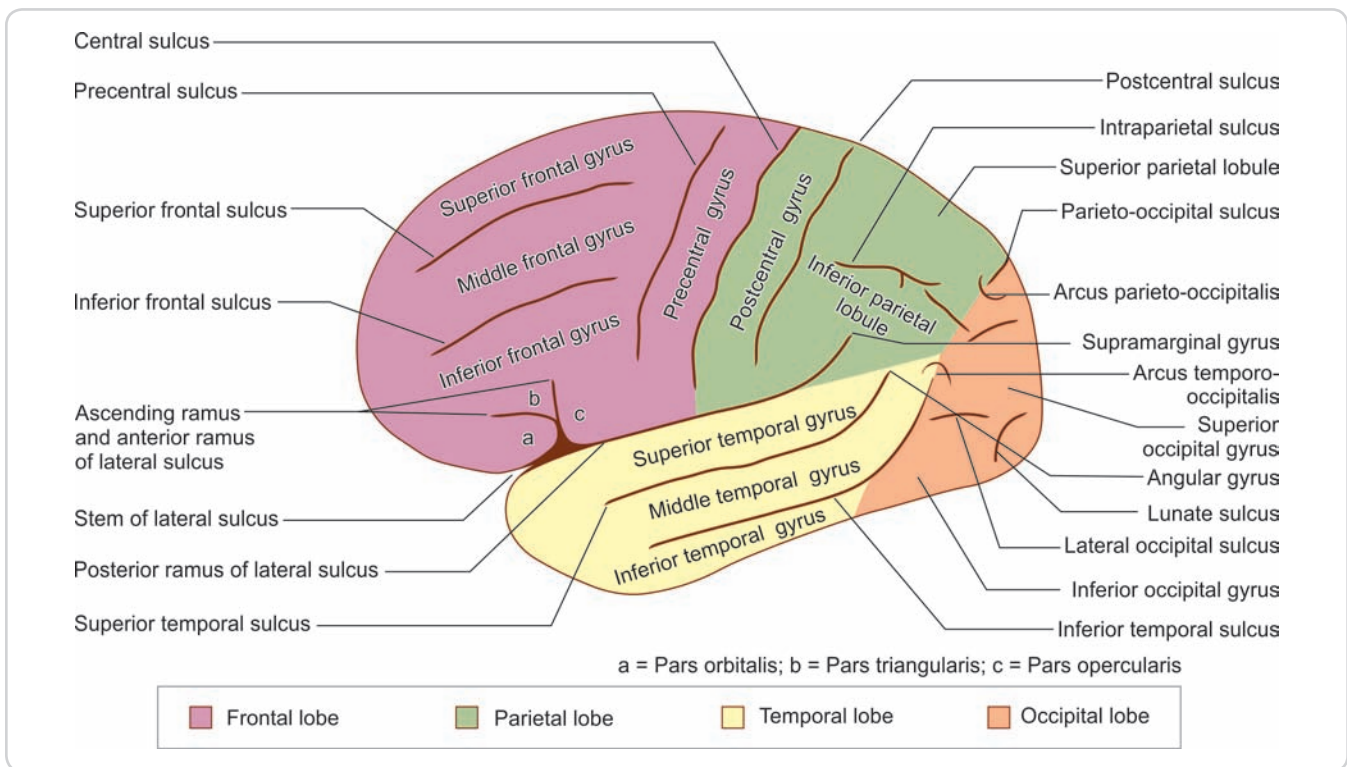 Central sulcus
Precentral sulcus
Superior frontal sulcus
Inferior frontal sulcus
Ascending ramus
and anterior ramus
of lateral sulcus
Stem of lateral sulcus
Posterior ramus of lateral sulcus
Superior temporal sulcus
Superior frontal gyrus
Middle frontal gyrus
Inferior frontal gyrus
Precentral gyrus
Postcentral gyrus
Inferior parietal
lobule
b
c
a
Superior temporal gyrus
Middle temporal gyrus
Inferior temporal gyrus
Postcentral sulcus
Intraparietal sulcus
Superior parietal lobule
Parieto-occipital sulcus
Arcus parieto-occipitalis
Supramarginal gyrus
Arcus temporo-
occipitalis
Superior
occipital gyrus
Angular gyrus
Lunate sulcus
Lateral occipital sulcus
Inferior occipital gyrus
Inferior temporal sulcus
a = Pars orbitalis; b = Pars triangularis; c = Pars opercularis
Frontal lobe
Parietal lobe
Temporal lobe
Occipital lobe